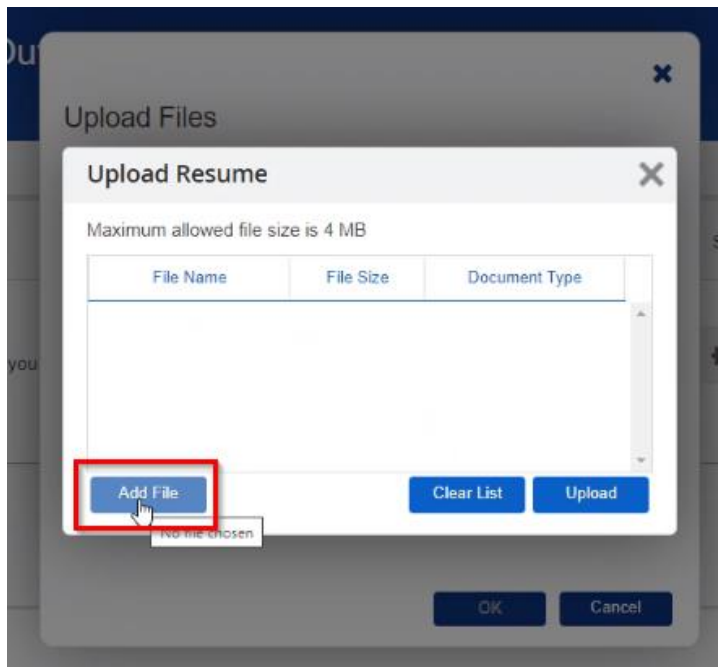 Upload Files
Upload Resume
Maximum allowed file size is 4 MB
File Name File Size Document Type
you
Add File Clear List Upload
No file chosen
OK Cancel